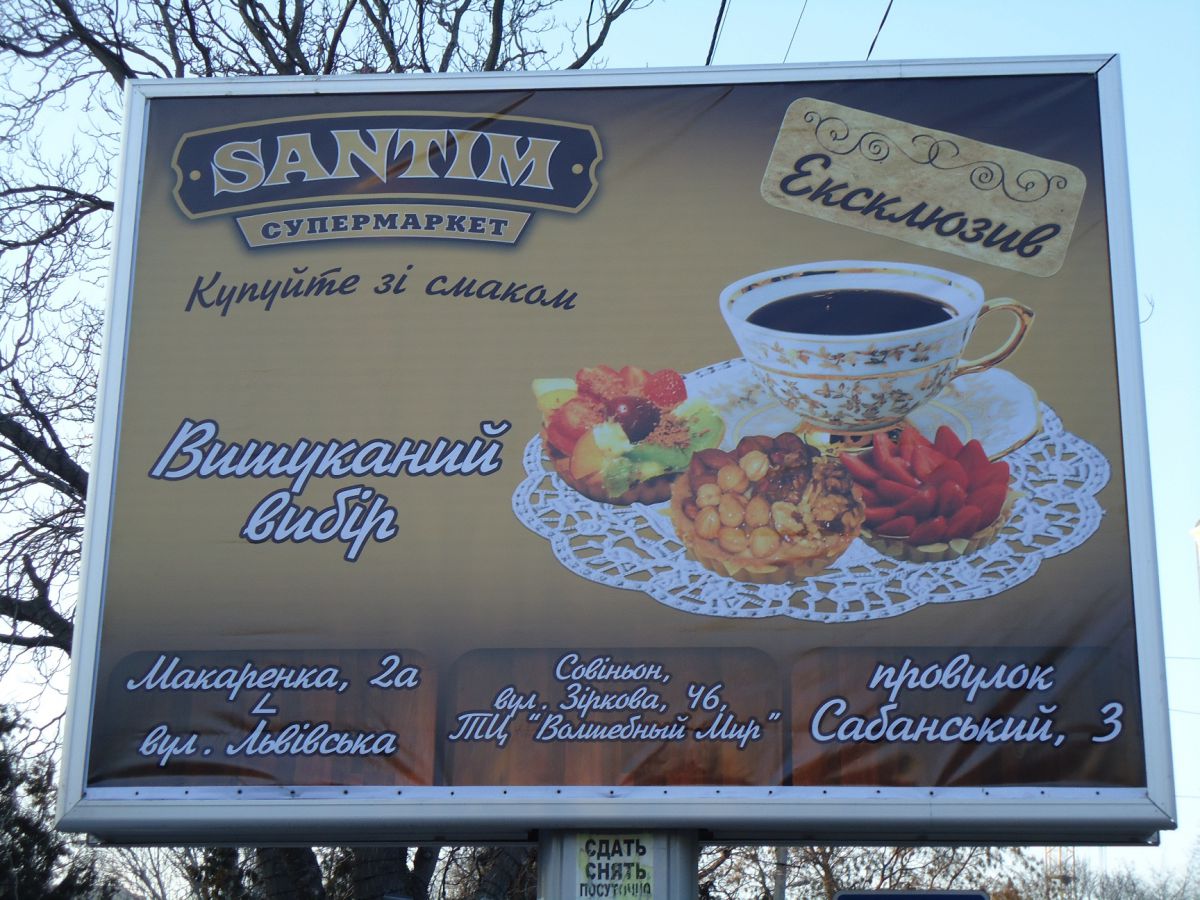 SANTIM
СУПЕРМАРКЕТ
Купуйте зі смаком
Ексклюзив
Вишуканий
вибір
Макаренка, 2а
вул. Львівська
Совіньон,
вул. Зіркова, 46,
ТЦ "Волшебный Мир"
провулок
Сабанський, 3
СДАТЬ
СНЯТЬ
ПОСУТОЧНО